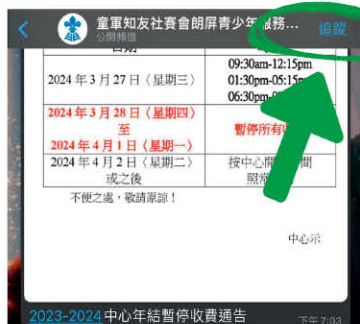 童軍知友社賽會朗屏青少年服務...
追蹤
公開頻道
日期
09:30am-12:15pm
2024 年 3 月 27 日（星期三）
01:30pm-05:15
06:30pm-0
2024 年 3 月 28 日（星期四）
至
暫停所有
2024 年 4 月 1 日（星期一）
2024 年 4 月 2 日（星期二）
按中心開 間
或之後
照常
不便之處，敬請原諒！
中心示
2023-2024 中心年結暫停收費通告
下午7:03